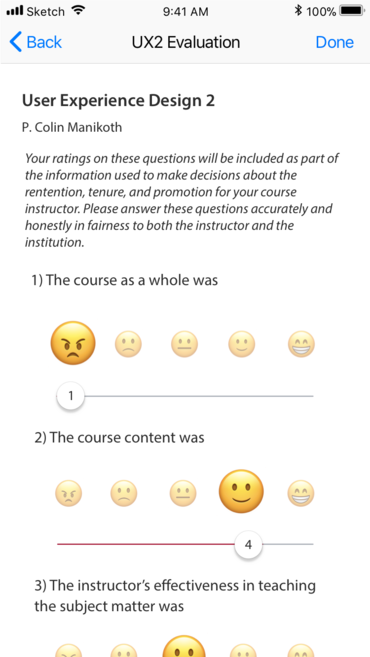 Sketch 9:41 AM 100%
Back UX2 Evaluation Done
User Experience Design 2
P. Colin Manikoth
Your ratings on these questions will be included as part of
the information used to make decisions about the
rentention, tenure, and promotion for your course
instructor. Please answer these questions accurately and
honestly in fairness to both the instructor and the
institution.
1) The course as a whole was
1
2) The course content was
4
3) The instructor's effectiveness in teaching
the subject matter was